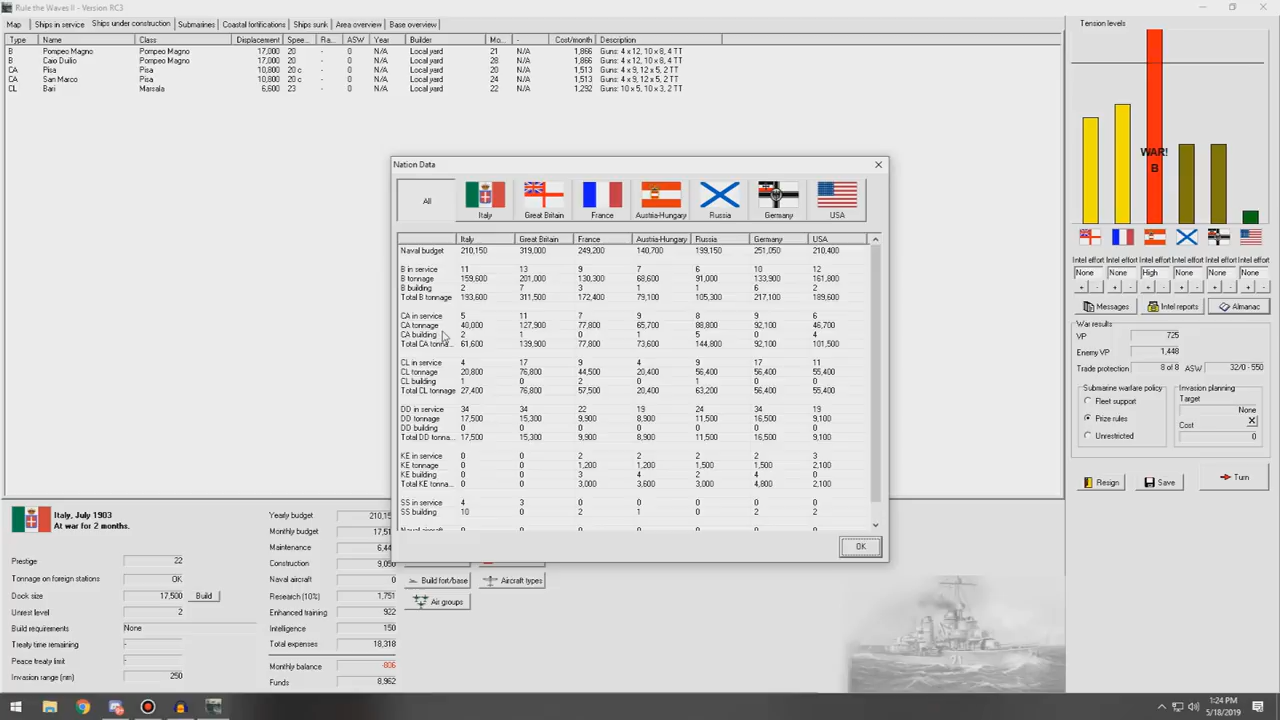 Rule the Waves II - Version RC3
Map Ships in service Ships under construction Submarines Coastal fortifications Ships sunk Area overview Base overview
Type Name Class Displacement Spee... Ra... ASW Year Builder Mo... - Cost/month Description
B Pompeo Magno Pompeo Magno 17,000 20 - 0 N/A Local yard 21 N/A 1,866 Guns: 4 x 12, 10 x 8, 4 TT
B Caio Duilio Pompeo Magno 17,000 20 - 0 N/A Local yard 28 N/A 1,866 Guns: 4 x 12, 10 x 8, 4 TT
CA Pisa Pisa 10,800 20 c - 0 N/A Local yard 20 N/A 1,513 Guns: 4 x 9, 12 x 5, 2 TT
CA San Marco Pisa 10,800 20 c - 0 N/A Local yard 24 N/A 1,513 Guns: 4 x 9, 12 x 5, 2 TT
CL Bari Marsala 6,600 23 - 0 N/A Local yard 22 N/A 1,292 Guns: 10 x 5, 10 x 3, 2 TT
Nation Data
All Italy Great Britain France Austria-Hungary Russia Germany USA
Italy Great Britain France Austria-Hungary Russia Germany USA
Naval budget 210,150 319,000 249,200 140,700 199,150 251,050 210,400
B in service 11 13 9 7 6 10 12
B tonnage 159,600 201,000 130,300 68,600 91,000 133,900 161,800
B building 2 7 3 1 1 6 2
Total B tonnage 193,600 311,500 172,400 79,100 105,300 217,100 189,600
CA in service 11 7 9 8 9 6
CA tonnage 40,000 127,900 77,800 65,700 88,800 92,100 46,700
CA building 2 1 0 1 5 0 4
Total CA tonna... 61,600 139,900 77,800 73,600 144,800 92,100 101,500
CL in service 4 17 9 4 9 17 11
CL tonnage 20,800 76,800 44,500 20,400 56,400 56,400 55,400
CL building 1 0 2 0 1 0 0
Total CL tonnage 27,400 76,800 57,500 20,400 63,200 56,400 55,400
DD in service 34 34 22 19 24 34 19
DD tonnage 17,500 15,300 9,900 8,900 11,500 16,500 9,100
DD building 0 0 0 0 0 0 0
Total DD tonna... 17,500 15,300 9,900 8,900 11,500 16,500 9,100
KE in service 0 0 2 2 2 2 3
KE tonnage 0 0 1,200 1,200 1,500 1,500 2,100
KE building 0 0 3 4 2 4 0
Total KE tonna... 0 0 3,000 3,600 3,000 4,800 2,100
SS in service 4 3 0 0 0 0 0
SS building 10 0 2 1 0 2 2
OK
Tension levels
WAR!
B
Intel effort Intel effort Intel effort Intel effort Intel effort Intel effort
None None High None None None
+ - + - + - + - + - + -
Messages Intel reports Almanac
War results
VP 725
Enemy VP 1,448
Trade protection 8 of 8 ASW 32/0 - 550
Submarine warfare policy
Fleet support
Prize rules
Unrestricted
Invasion planning
Target
None
Cost X
0
Resign Save Turn
Italy, July 1903
At war for 2 months.
Prestige 22
Tonnage on foreign stations OK
Dock size 17,500 Build
Unrest level 2
Build requirements None
Treaty time remaining -
Peace treaty limit -
Invasion range (nm) 250
Yearly budget 210,15
Monthly budget 17,51
Maintenance 6,44
Construction 9,050
Naval aircraft 0
Research (10%) 1,751
Enhanced training 922
Intelligence 150
Total expenses 18,318
Monthly balance -806
Funds 8,962
Build fort/base Aircraft types
Air groups
71
1:24 PM
5/18/2019